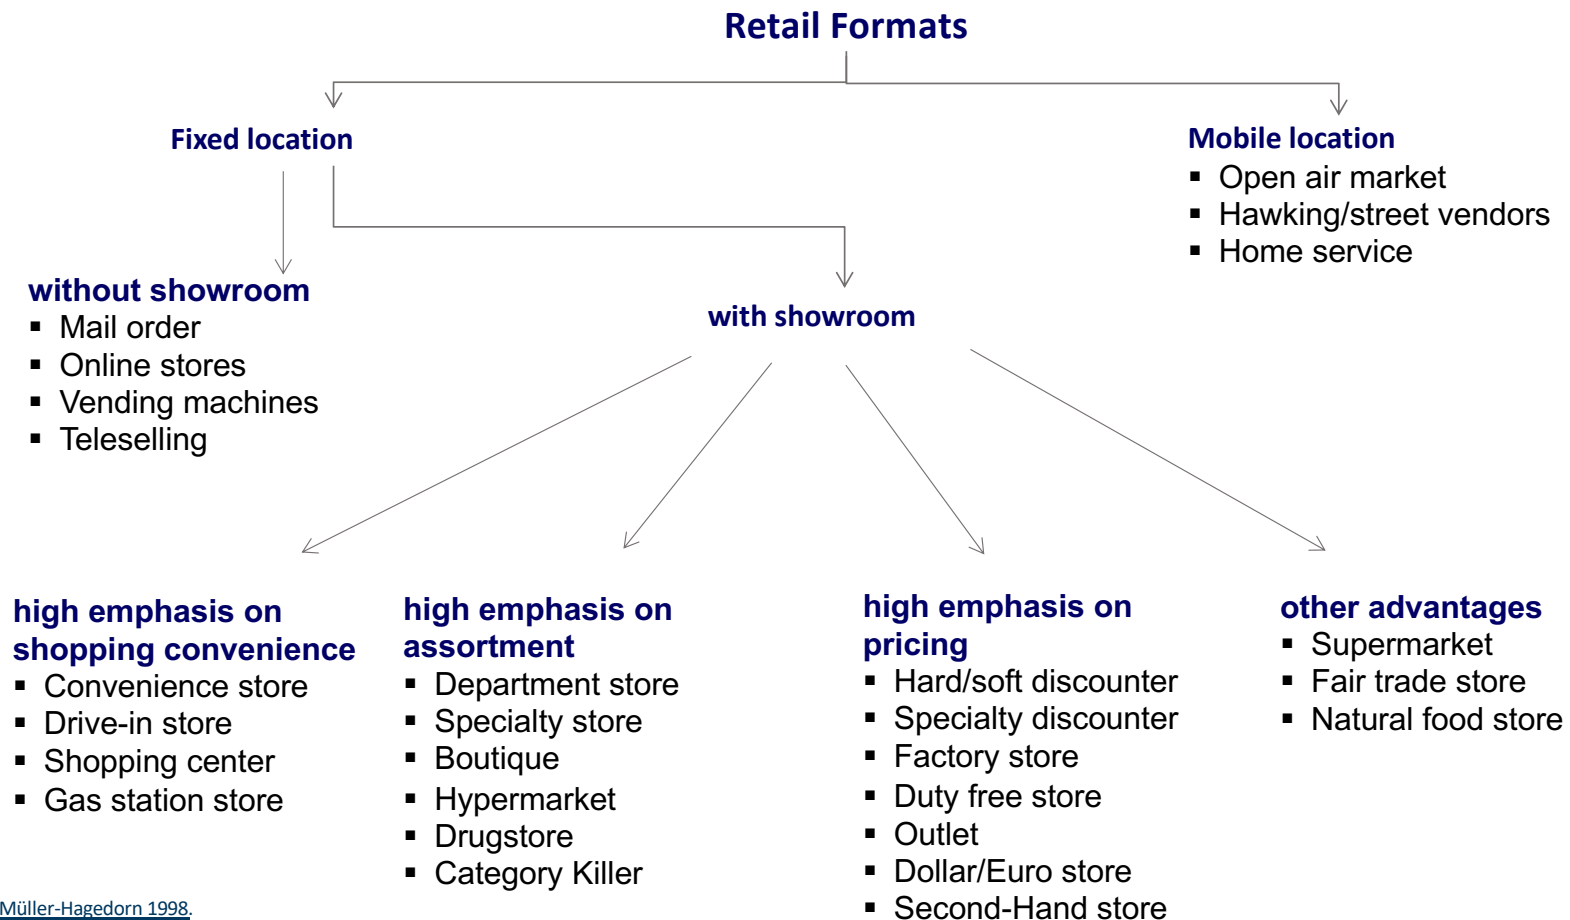 Retail Formats
Fixed location
Mobile location
▪ Open air market
▪ Hawking/street vendors
▪ Home service
without showroom
▪ Mail order
▪ Online stores
▪ Vending machines
▪ Teleselling
with showroom
high emphasis on
shopping convenience
▪ Convenience store
▪ Drive-in store
▪ Shopping center
▪ Gas station store
high emphasis on
assortment
▪ Department store
▪ Specialty store
▪ Boutique
▪ Hypermarket
▪ Drugstore
▪ Category Killer
high emphasis on
pricing
▪ Hard/soft discounter
▪ Specialty discounter
▪ Factory store
▪ Duty free store
▪ Outlet
▪ Dollar/Euro store
▪ Second-Hand store
other advantages
▪ Supermarket
▪ Fair trade store
▪ Natural food store
Müller-Hagedorn 1998.